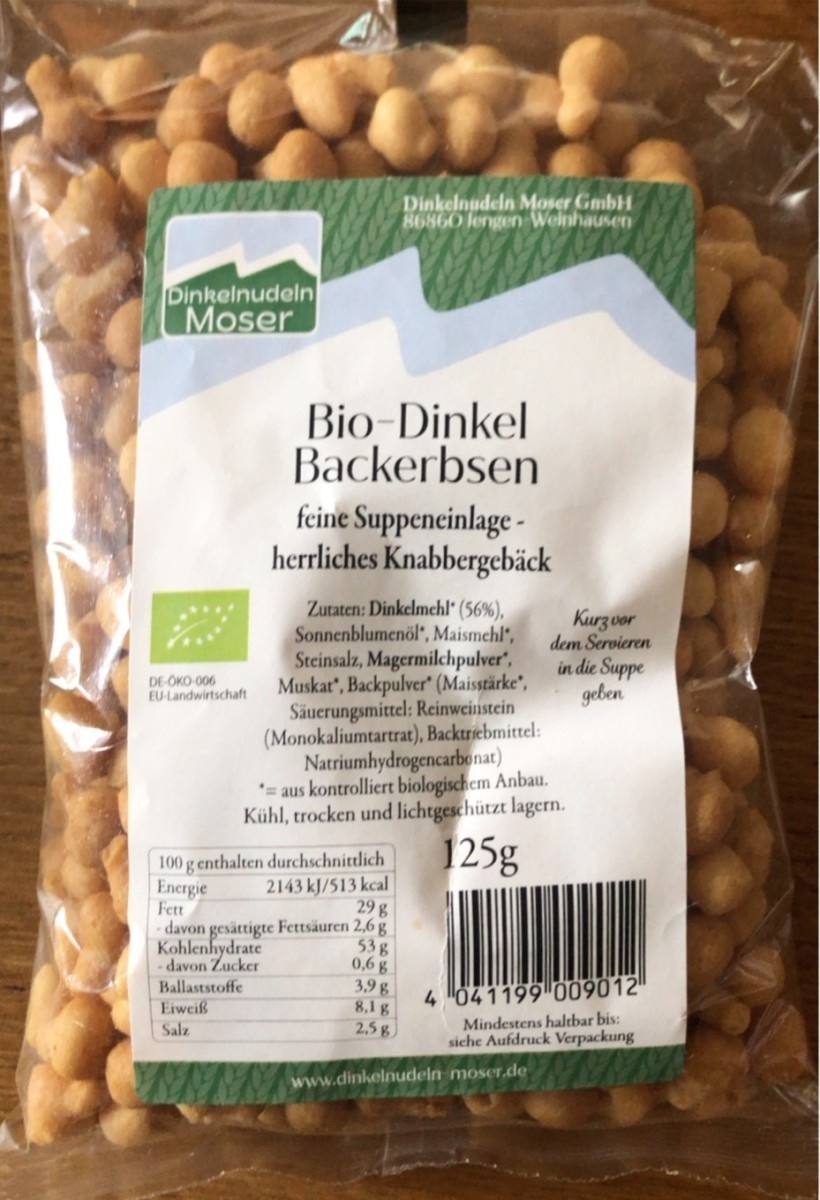 Dinkelnudeln Moser GmbH
86860 Jengen-Weinhausen
Dinkelnudeln
Moser
Bio-Dinkel
Backerbsen
feine Suppeneinlage -
herrliches Knabbergebäck
Zutaten: Dinkelmehl* (56%),
Sonnenblumenöl*, Maismehl*,
Steinsalz, Magermilchpulver*,
Muskat*, Backpulver* (Maisstärke*,
Säuerungsmittel: Reinweinstein
(Monokaliumtartrat), Backtriebmittel:
Natriumhydrogencarbonat)
*= aus kontrolliert biologischem Anbau.
Kühl, trocken und lichtgeschützt lagern.
Kurz vor
dem Servieren
in die Suppe
geben
DE-ÖKO-006
EU-Landwirtschaft
100 g enthalten durchschnittlich
Energie 2143 kJ/513 kcal
Fett 29 g
- davon gesättigte Fettsäuren 2,6 g
Kohlenhydrate 53 g
- davon Zucker 0,6 g
Ballaststoffe 3,9 g
Eiweiß 8,1 g
Salz 2,5 g
125g
4 041199 009012
Mindestens haltbar bis:
siehe Aufdruck Verpackung
www.dinkelnudeln-moser.de